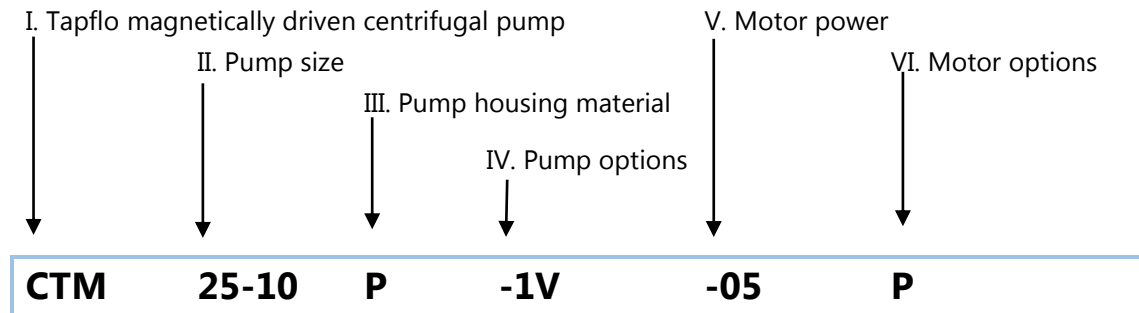 I. Tapflo magnetically driven centrifugal pump V. Motor power
II. Pump size VI. Motor options
III. Pump housing material
IV. Pump options
CTM 25-10 P -1V -05 P